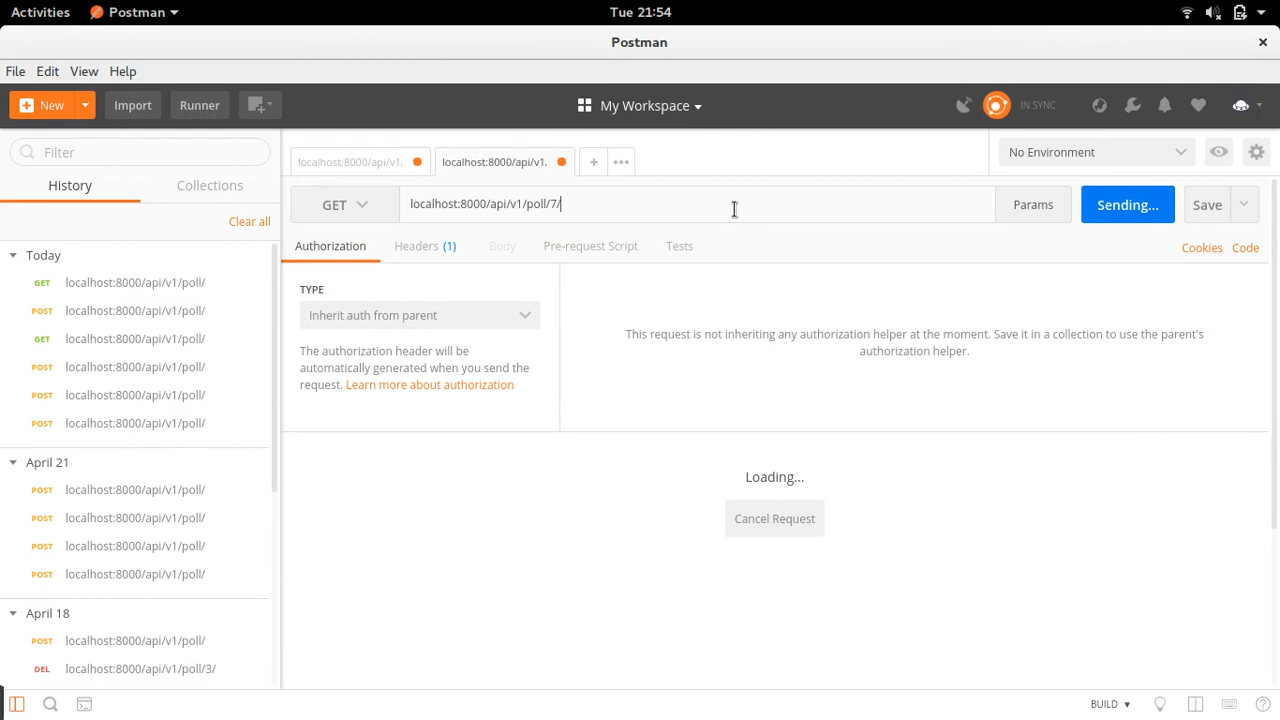 Activities Postman Tue 21:54
Postman
File Edit View Help
New Import Runner My Workspace IN SYNC
Filter
History Collections
Clear all
Today
GET localhost:8000/api/v1/poll/
POST localhost:8000/api/v1/poll/
GET localhost:8000/api/v1/poll/
POST localhost:8000/api/v1/poll/
POST localhost:8000/api/v1/poll/
POST localhost:8000/api/v1/poll/
April 21
POST localhost:8000/api/v1/poll/
POST localhost:8000/api/v1/poll/
POST localhost:8000/api/v1/poll/
POST localhost:8000/api/v1/poll/
April 18
POST localhost:8000/api/v1/poll/
DEL localhost:8000/api/v1/poll/3/
localhost:8000/api/v1. localhost:8000/api/v1. No Environment
GET localhost:8000/api/v1/poll/7/ Params Sending... Save
Authorization Headers (1) Body Pre-request Script Tests Cookies Code
TYPE
Inherit auth from parent
The authorization header will be
automatically generated when you send the
request. Learn more about authorization
This request is not inheriting any authorization helper at the moment. Save it in a collection to use the parent's
authorization helper.
Loading...
Cancel Request
BUILD